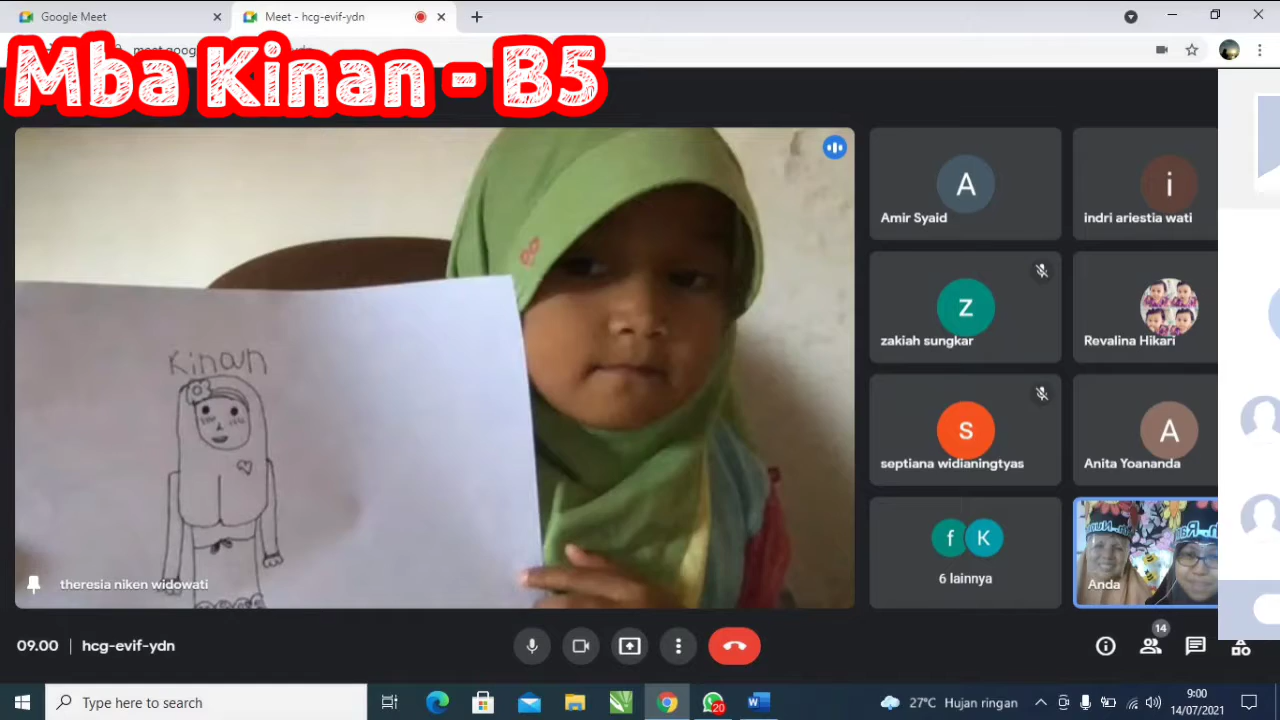 Google Meet
Meet - hcg-evif-ydn
Mba Kinan - B5
Kinan
theresia niken widowati
Amir Syaid
indri ariestia wati
zakiah sungkar
Revalina Hikari
septiana widianingtyas
Anita Yoananda
6 lainnya
Anda
A
i
z
s
A
f
K
09.00
hcg-evif-ydn
14
Type here to search
20
27°C Hujan ringan
9:00
14/07/2021